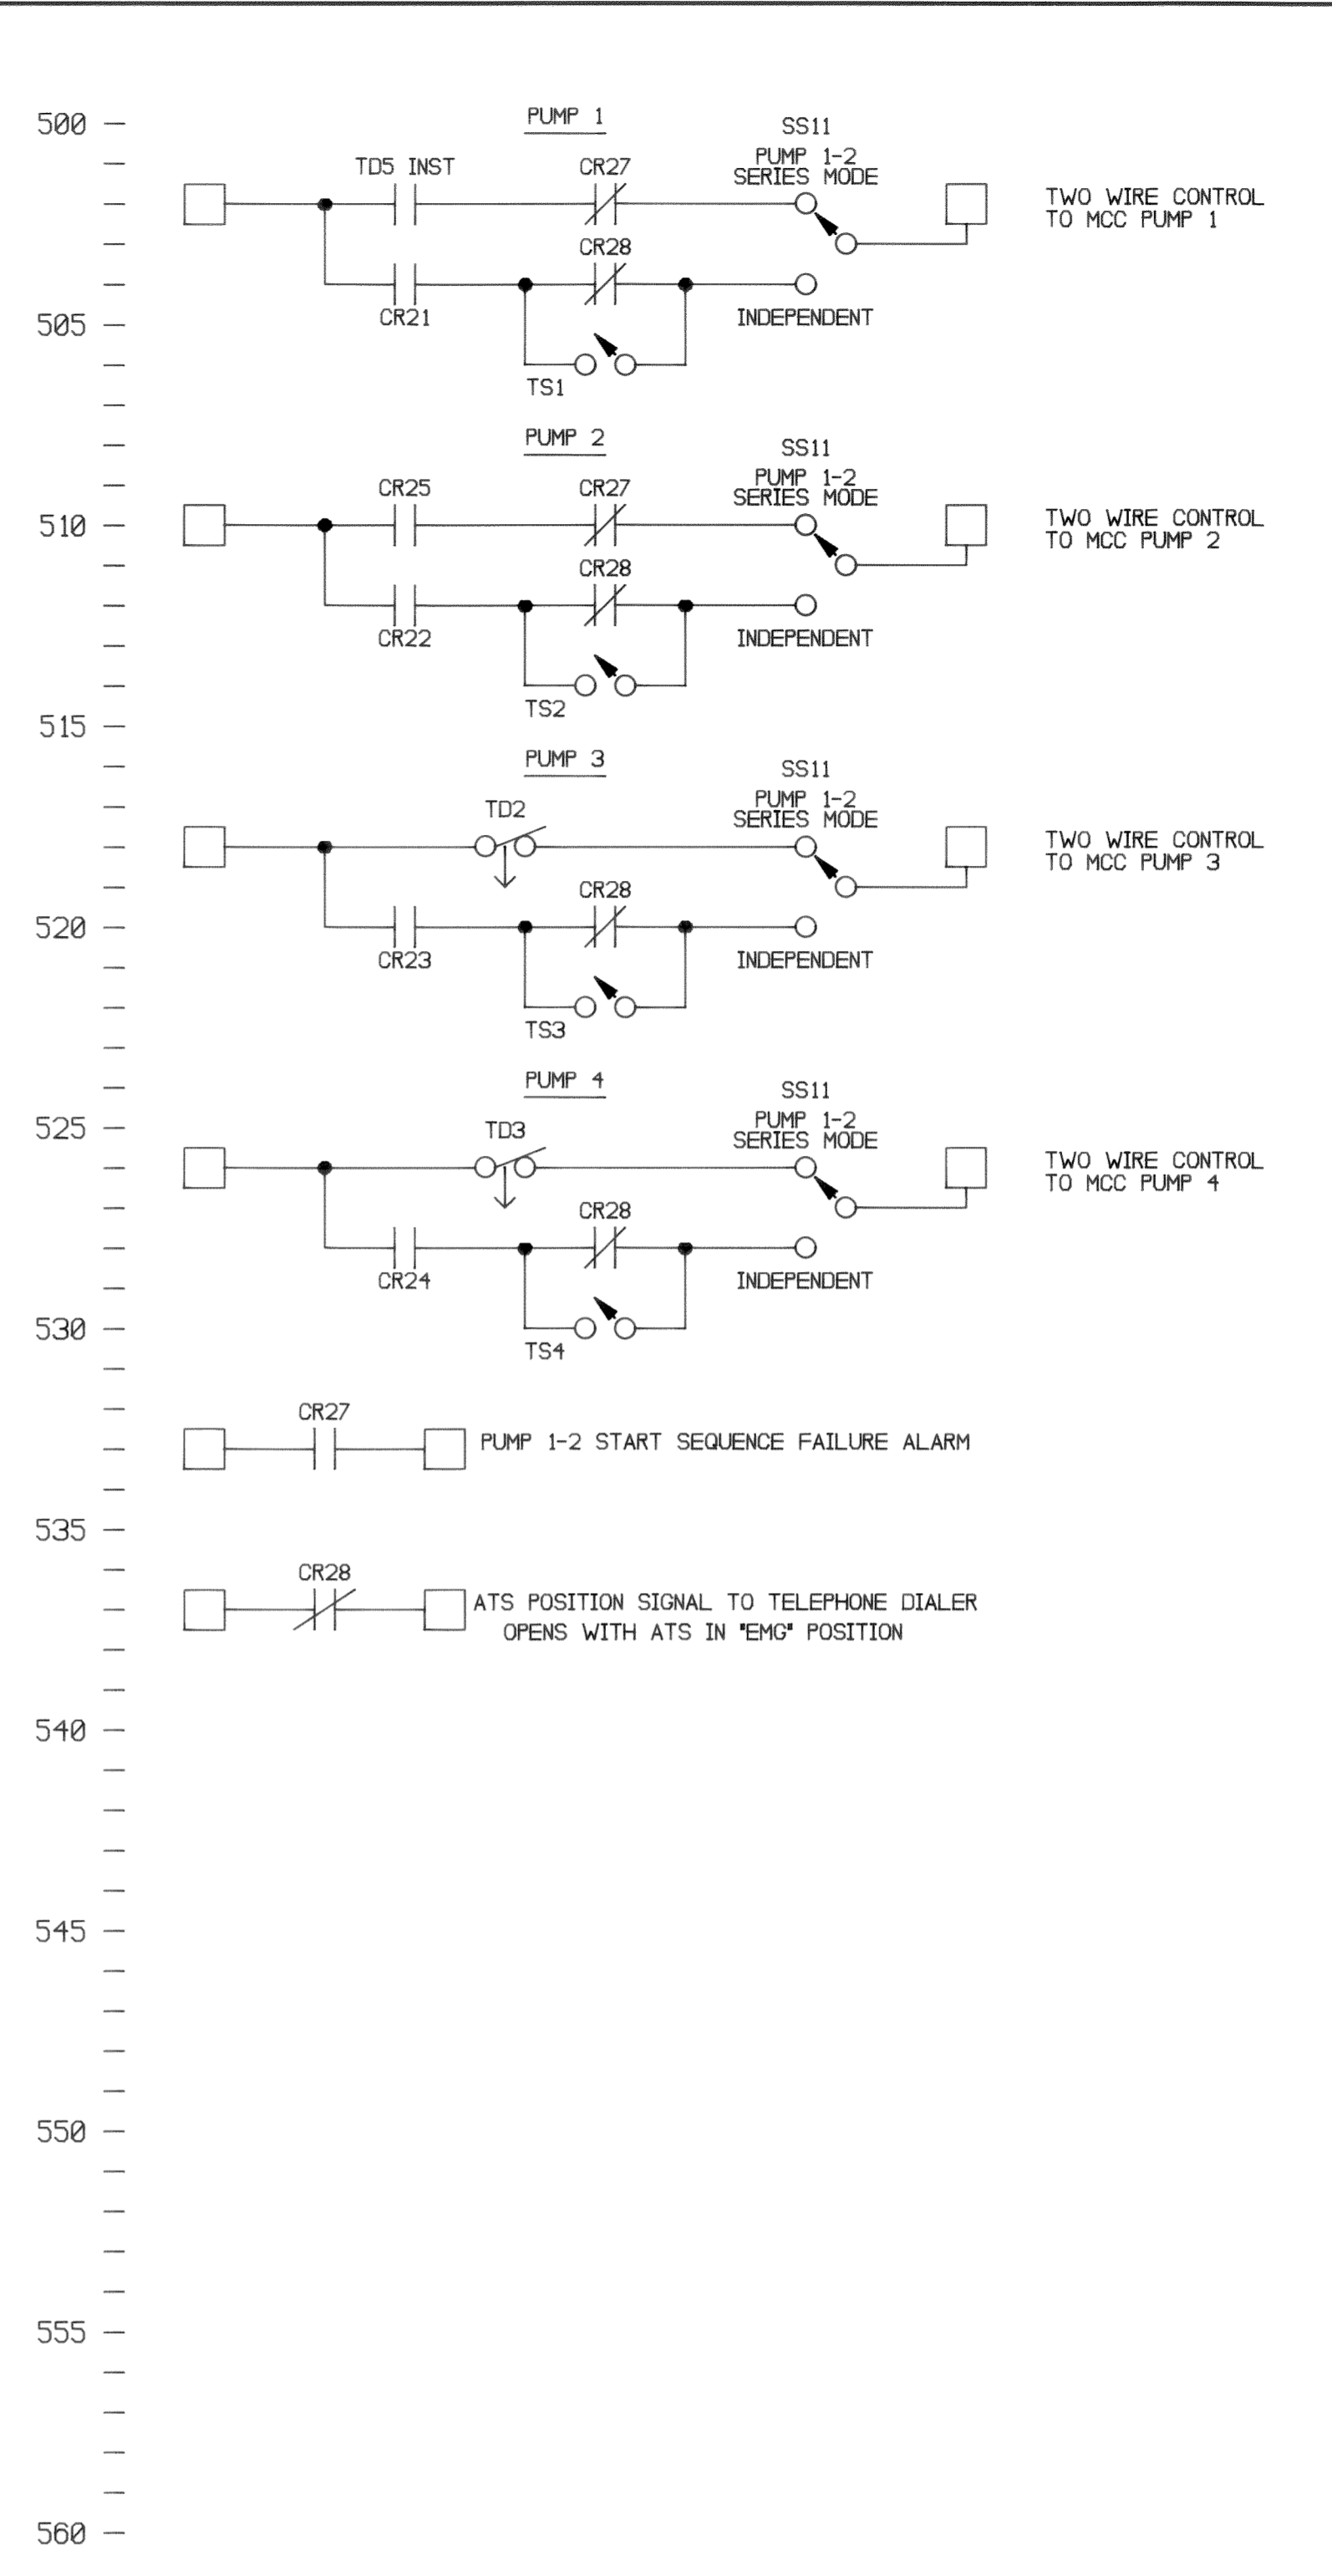 500
PUMP 1
SS11
PUMP 1-2
SERIES MODE
TD5 INST
CR27
TWO WIRE CONTROL
TO MCC PUMP 1
CR28
CR21
INDEPENDENT
505
TS1
PUMP 2
SS11
PUMP 1-2
SERIES MODE
CR25
CR27
510
TWO WIRE CONTROL
TO MCC PUMP 2
CR28
CR22
INDEPENDENT
TS2
515
PUMP 3
SS11
PUMP 1-2
SERIES MODE
TD2
TWO WIRE CONTROL
TO MCC PUMP 3
CR28
520
CR23
INDEPENDENT
TS3
PUMP 4
SS11
PUMP 1-2
SERIES MODE
525
TD3
TWO WIRE CONTROL
TO MCC PUMP 4
CR28
CR24
INDEPENDENT
530
TS4
CR27
PUMP 1-2 START SEQUENCE FAILURE ALARM
535
CR28
ATS POSITION SIGNAL TO TELEPHONE DIALER
OPENS WITH ATS IN "EMG" POSITION
540
545
550
555
560